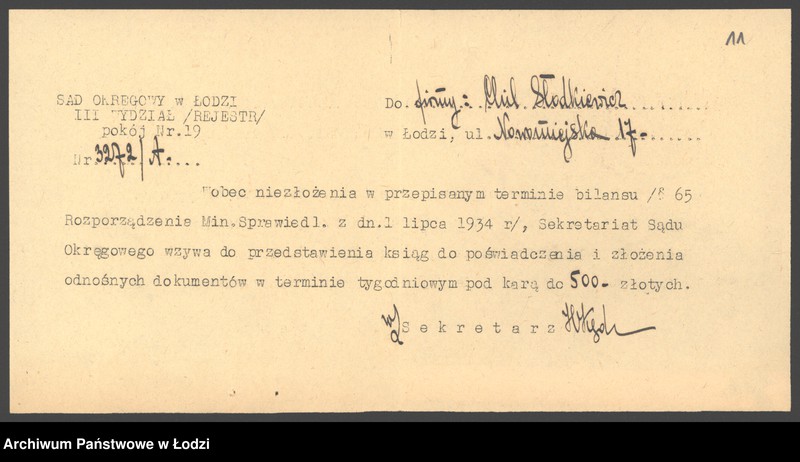 11
SĄD OKRĘGOWY w ŁODZI
III WYDZIAŁ /REJESTR/
pokój Nr.19
Nr. 3272/A. ...
Do firmy: Chil Słodkiewicz
w Łodzi, ul. Nowomiejska 17-
Wobec niezłożenia w przepisanym terminie bilansu /§ 65
Rozporządzenia Min.Sprawiedl. z dn.1 lipca 1934 r/, Sekretariat Sądu
Okręgowego wzywa do przedstawienia ksiąg do poświadczenia i złożenia
odnośnych dokumentów w terminie tygodniowym pod karą do 500- złotych.
Sekretarz
Archiwum Państwowe w Łodzi